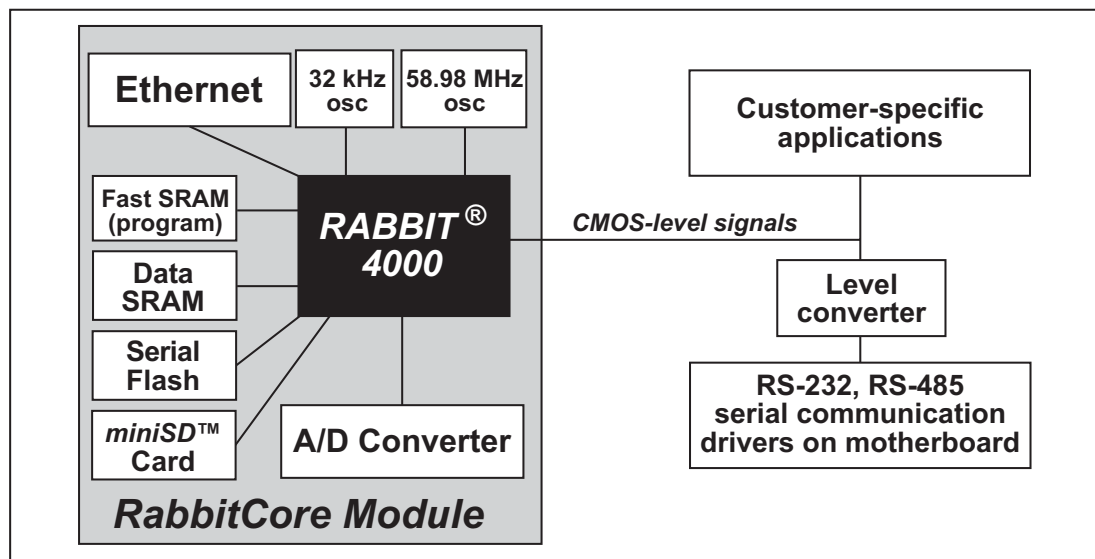 Ethernet
32 kHz
osc
58.98 MHz
osc
Fast SRAM
(program)
Data
SRAM
Serial
Flash
miniSD™
Card
RABBIT ®
4000
A/D Converter
RabbitCore Module
CMOS-level signals
Customer-specific
applications
Level
converter
RS-232, RS-485
serial communication
drivers on motherboard